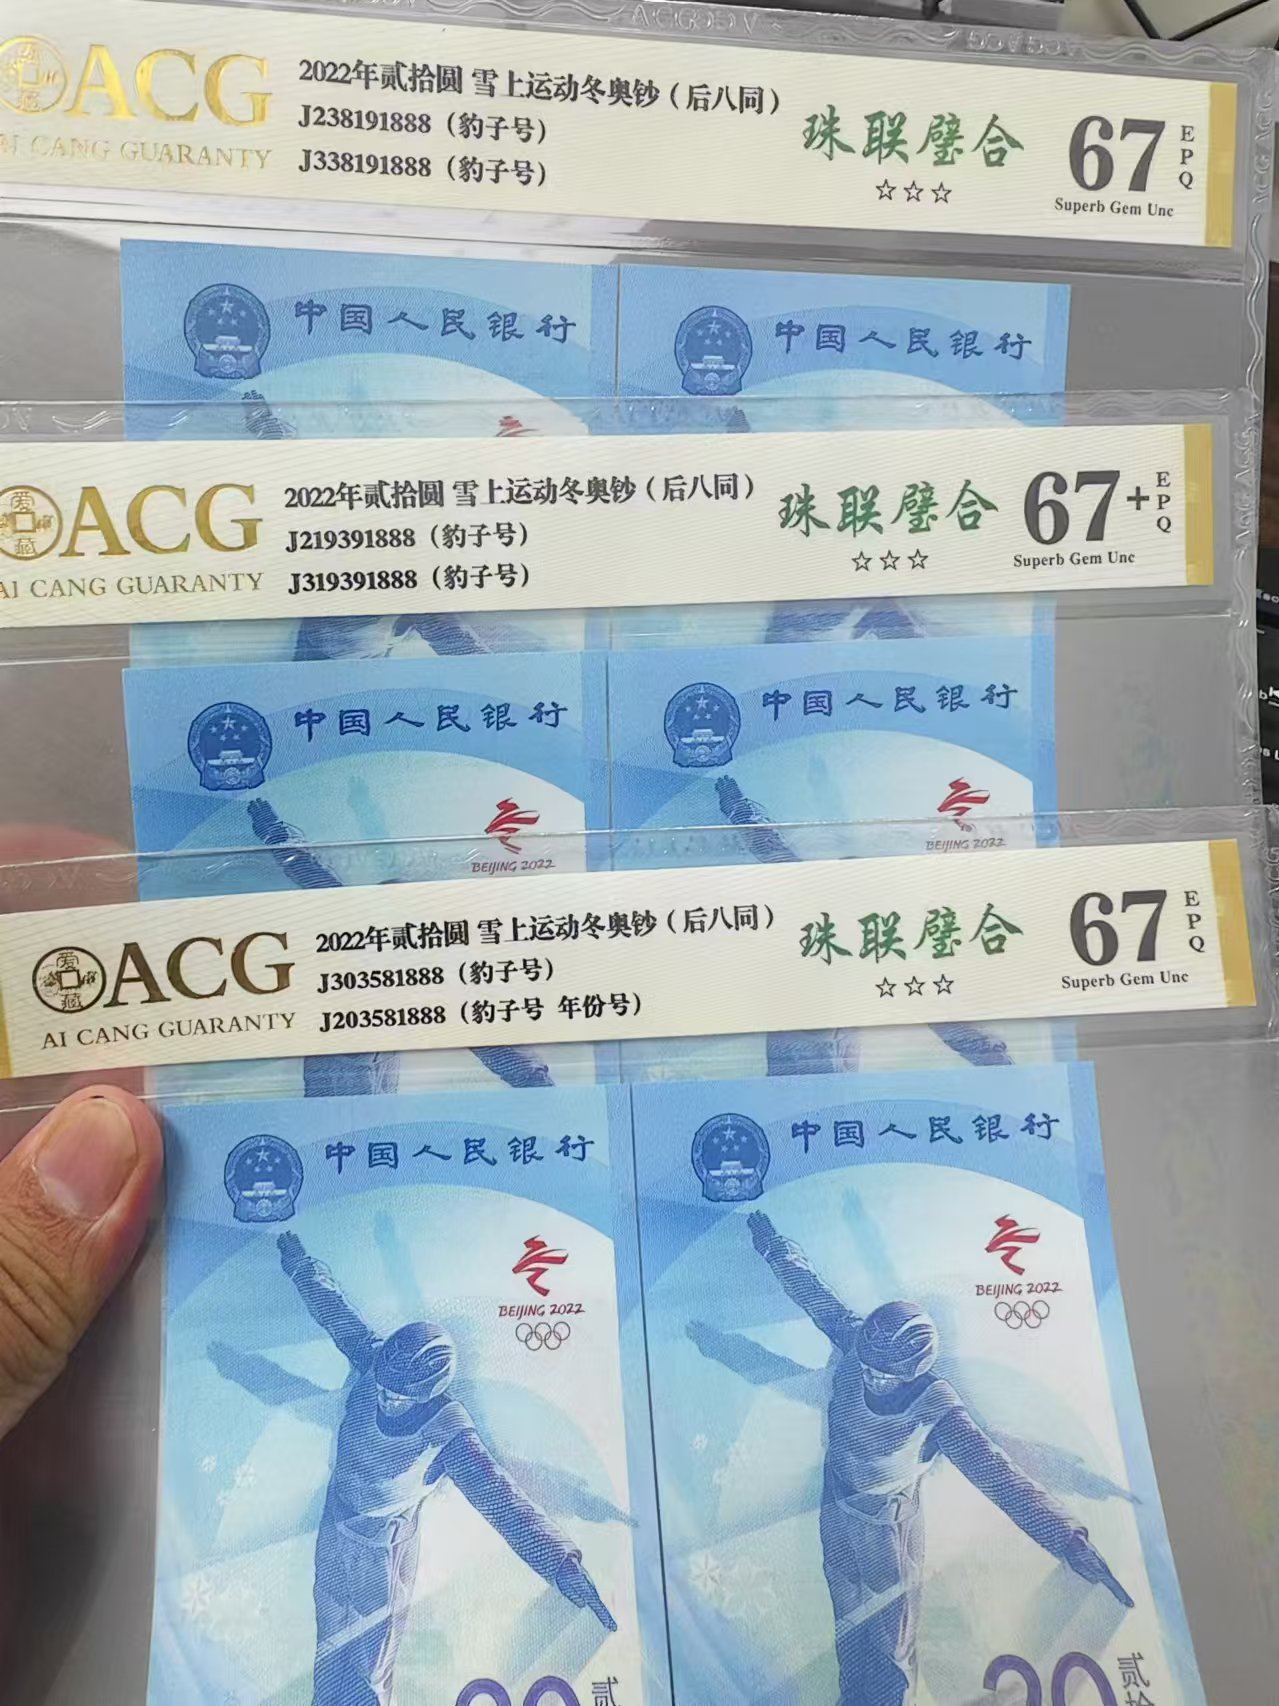 ACG
AI CANG GUARANTY
2022年贰拾圆 雪上运动冬奥钞（后八同）
J238191888（豹子号）
J338191888（豹子号）
珠联璧合
☆☆☆
67
EPQ
Superb Gem Unc
中国人民银行
中国人民银行
爱藏
ACG
AI CANG GUARANTY
2022年贰拾圆 雪上运动冬奥钞（后八同）
J219391888（豹子号）
J319391888（豹子号）
珠联璧合
☆☆☆
67+
EPQ
Superb Gem Unc
中国人民银行
中国人民银行
BEIJING 2022
BEIJING 2022
爱藏
ACG
AI CANG GUARANTY
2022年贰拾圆 雪上运动冬奥钞（后八同）
J303581888（豹子号）
J203581888（豹子号 年份号）
珠联璧合
☆☆☆
67
EPQ
Superb Gem Unc
中国人民银行
中国人民银行
BEIJING 2022
BEIJING 2022
20
贰
20
贰